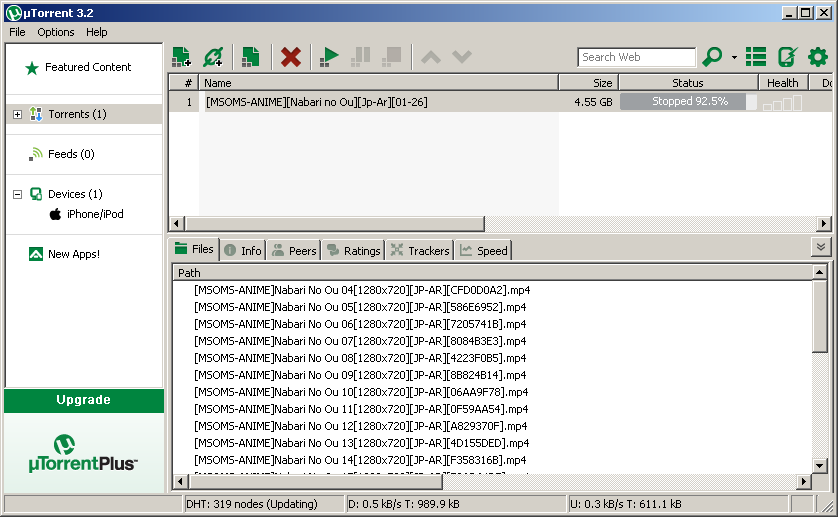 µTorrent 3.2
File Options Help
Featured Content
Torrents (1)
Feeds (0)
Devices (1)
iPhone/iPod
New Apps!
Upgrade
µTorrentPlus™
Search Web
# Name Size Status Health Do
1 [MSOMS-ANIME][Nabari no Ou][Jp-Ar][01-26] 4.55 GB Stopped 92.5%
Files Info Peers Ratings Trackers Speed
Path
[MSOMS-ANIME]Nabari No Ou 04[1280x720][JP-AR][CFD0D0A2].mp4
[MSOMS-ANIME]Nabari No Ou 05[1280x720][JP-AR][586E6952].mp4
[MSOMS-ANIME]Nabari No Ou 06[1280x720][JP-AR][7205741B].mp4
[MSOMS-ANIME]Nabari No Ou 07[1280x720][JP-AR][8084B3E3].mp4
[MSOMS-ANIME]Nabari No Ou 08[1280x720][JP-AR][4223F0B5].mp4
[MSOMS-ANIME]Nabari No Ou 09[1280x720][JP-AR][8B824B14].mp4
[MSOMS-ANIME]Nabari No Ou 10[1280x720][JP-AR][06AA9F78].mp4
[MSOMS-ANIME]Nabari No Ou 11[1280x720][JP-AR][0F59AA54].mp4
[MSOMS-ANIME]Nabari No Ou 12[1280x720][JP-AR][A829370F].mp4
[MSOMS-ANIME]Nabari No Ou 13[1280x720][JP-AR][4D155DED].mp4
[MSOMS-ANIME]Nabari No Ou 14[1280x720][JP-AR][F358316B].mp4
DHT: 319 nodes (Updating) D: 0.5 kB/s T: 989.9 kB U: 0.3 kB/s T: 611.1 kB